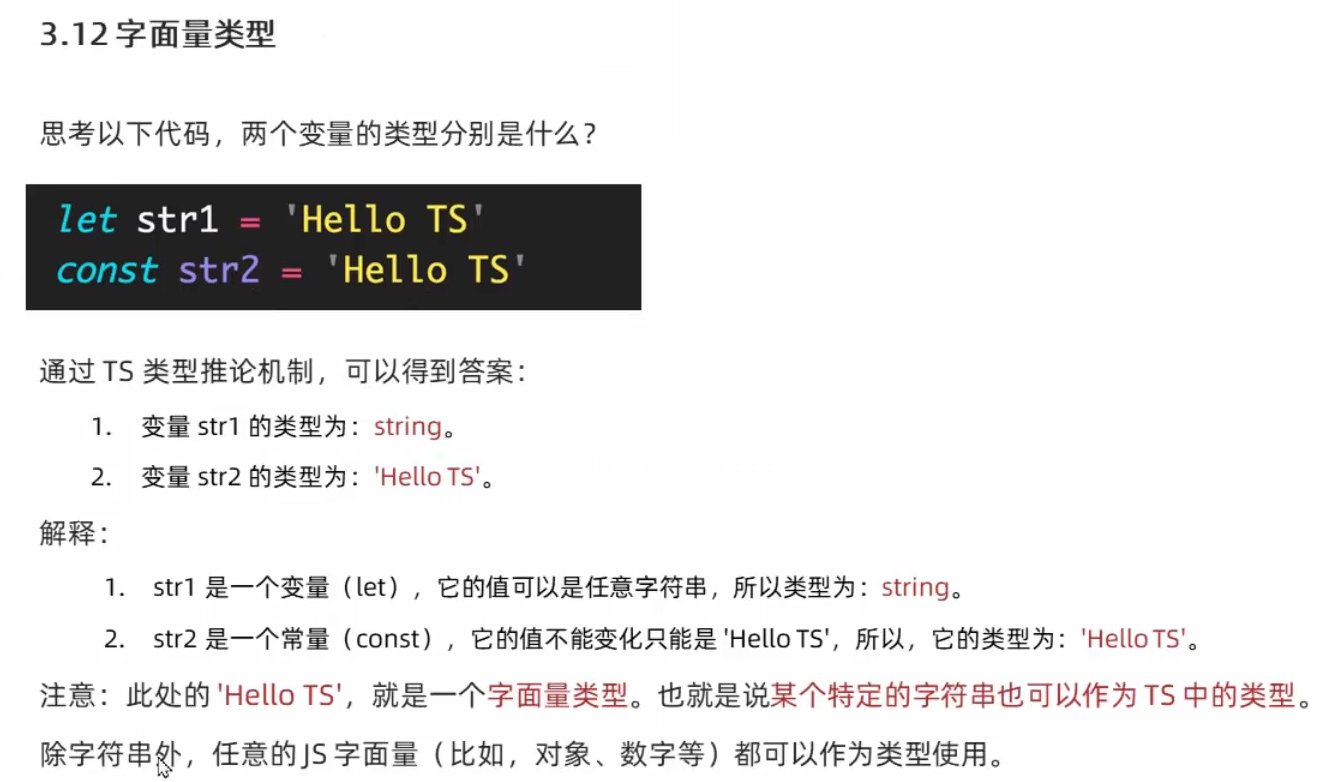 3.12 字面量类型
思考以下代码，两个变量的类型分别是什么？
let str1 = 'Hello TS'
const str2 = 'Hello TS'
通过 TS 类型推论机制，可以得到答案：
1. 变量 str1 的类型为：string。
2. 变量 str2 的类型为：'Hello TS'。
解释：
1. str1 是一个变量（let），它的值可以是任意字符串，所以类型为：string。
2. str2 是一个常量（const），它的值不能变化只能是 'Hello TS'，所以，它的类型为：'Hello TS'。
注意：此处的 'Hello TS'，就是一个字面量类型。也就是说某个特定的字符串也可以作为 TS 中的类型。
除字符串外，任意的 JS 字面量（比如，对象、数字等）都可以作为类型使用。